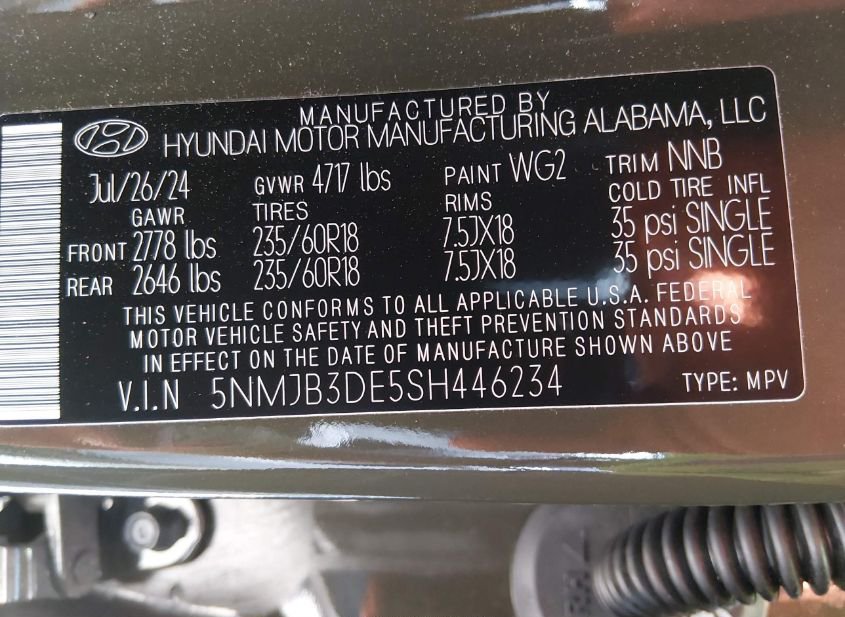 MANUFACTURED BY
HYUNDAI MOTOR MANUFACTURING ALABAMA, LLC
Jul/26/24 GVWR 4717 lbs PAINT WG2 TRIM NNB
GAWR TIRES RIMS COLD TIRE INFL
FRONT 2778 lbs 235/60R18 7.5JX18 35 psi SINGLE
REAR 2646 lbs 235/60R18 7.5JX18 35 psi SINGLE
THIS VEHICLE CONFORMS TO ALL APPLICABLE U.S.A. FEDERAL
MOTOR VEHICLE SAFETY AND THEFT PREVENTION STANDARDS
IN EFFECT ON THE DATE OF MANUFACTURE SHOWN ABOVE
V.I.N 5NMJB3DE5SH446234 TYPE: MPV